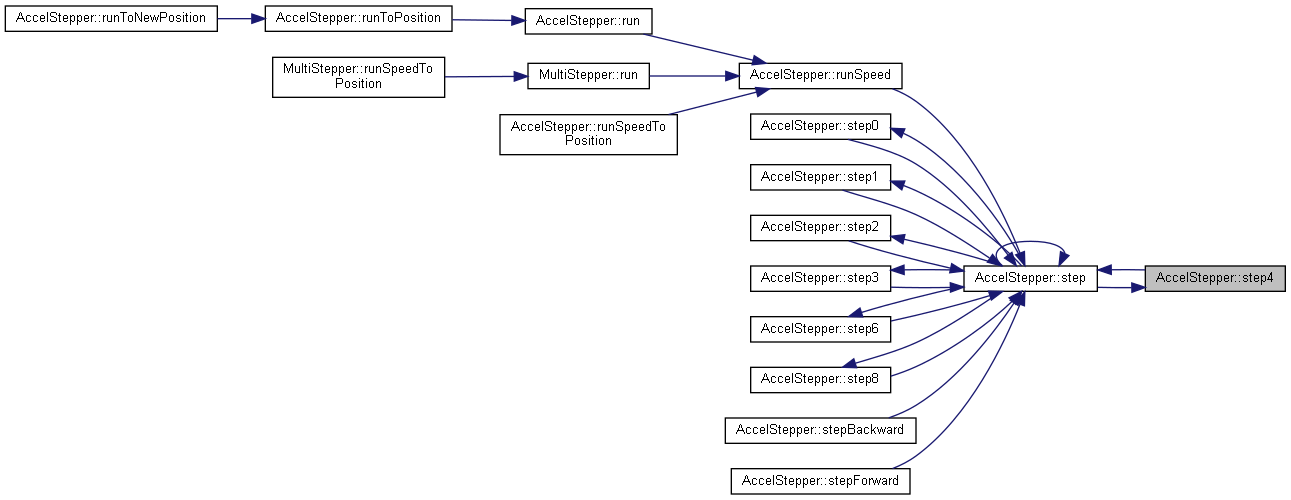 AccelStepper::runToNewPosition
AccelStepper::runToPosition
AccelStepper::run
MultiStepper::runSpeedTo
Position
MultiStepper::run
AccelStepper::runSpeed
AccelStepper::runSpeedTo
Position
AccelStepper::step0
AccelStepper::step1
AccelStepper::step2
AccelStepper::step3
AccelStepper::step
AccelStepper::step4
AccelStepper::step6
AccelStepper::step8
AccelStepper::stepBackward
AccelStepper::stepForward